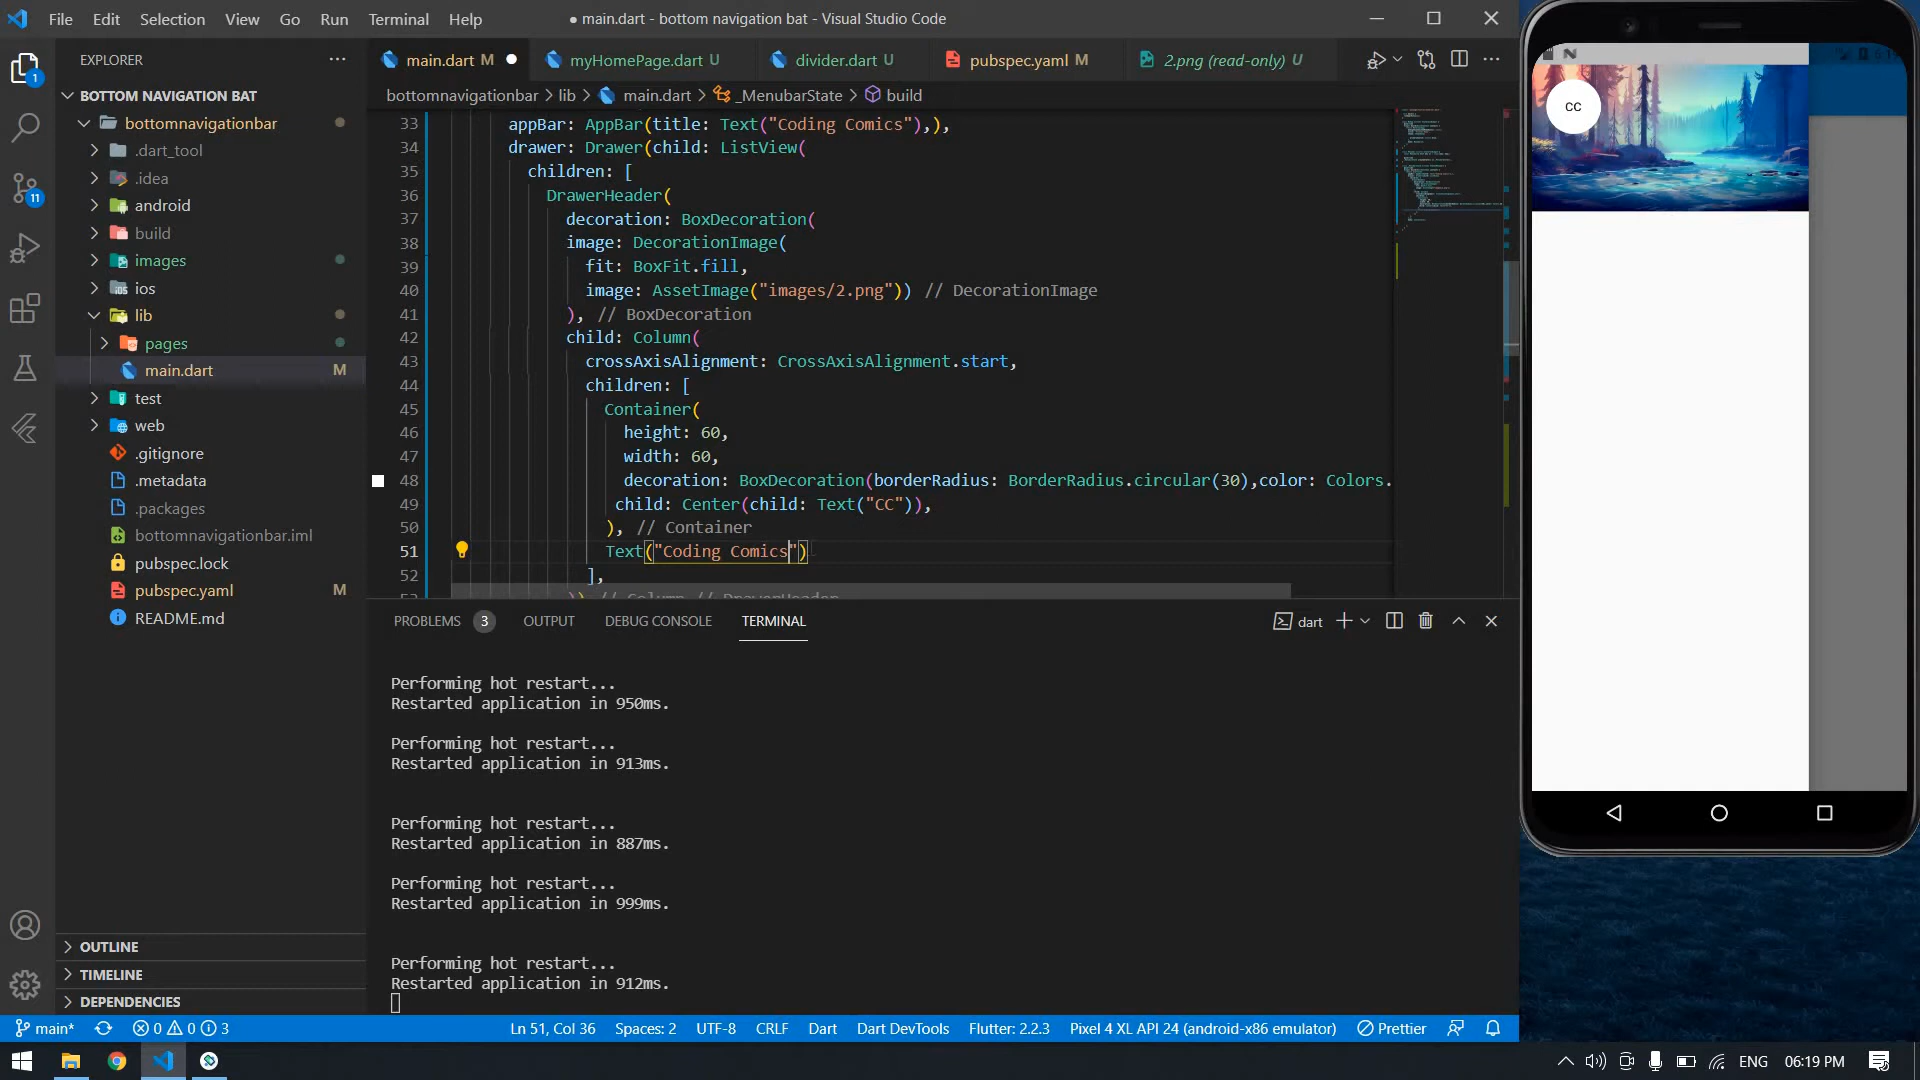 File Edit Selection View Go Run Terminal Help
● main.dart - bottom navigation bat - Visual Studio Code
EXPLORER
BOTTOM NAVIGATION BAT
bottomnavigationbar
.dart_tool
.idea
android
build
images
ios
lib
pages
main.dart M
test
web
.gitignore
.metadata
.packages
bottomnavigationbar.iml
pubspec.lock
pubspec.yaml M
README.md
OUTLINE
TIMELINE
DEPENDENCIES
1
11
main.dart M ● myHomePage.dart U divider.dart U pubspec.yaml M 2.png (read-only) U
bottomnavigationbar > lib > main.dart > _MenubarState > build
33 appBar: AppBar(title: Text("Coding Comics"),),
34 drawer: Drawer(child: ListView(
35 children: [
36 DrawerHeader(
37 decoration: BoxDecoration(
38 image: DecorationImage(
39 fit: BoxFit.fill,
40 image: AssetImage("images/2.png")) // DecorationImage
41 ), // BoxDecoration
42 child: Column(
43 crossAxisAlignment: CrossAxisAlignment.start,
44 children: [
45 Container(
46 height: 60,
47 width: 60,
48 decoration: BoxDecoration(borderRadius: BorderRadius.circular(30),color: Colors.
49 child: Center(child: Text("CC")),
50 ), // Container
51 Text("Coding Comics")
52 ],
)) // Column // DrawerHeader
PROBLEMS 3 OUTPUT DEBUG CONSOLE TERMINAL
dart
Performing hot restart...
Restarted application in 950ms.
Performing hot restart...
Restarted application in 913ms.
Performing hot restart...
Restarted application in 887ms.
Performing hot restart...
Restarted application in 999ms.
Performing hot restart...
Restarted application in 912ms.
main* 0 0 3
Ln 51, Col 36 Spaces: 2 UTF-8 CRLF Dart Dart DevTools Flutter: 2.2.3 Pixel 4 XL API 24 (android-x86 emulator) Prettier
CC
ENG 06:19 PM